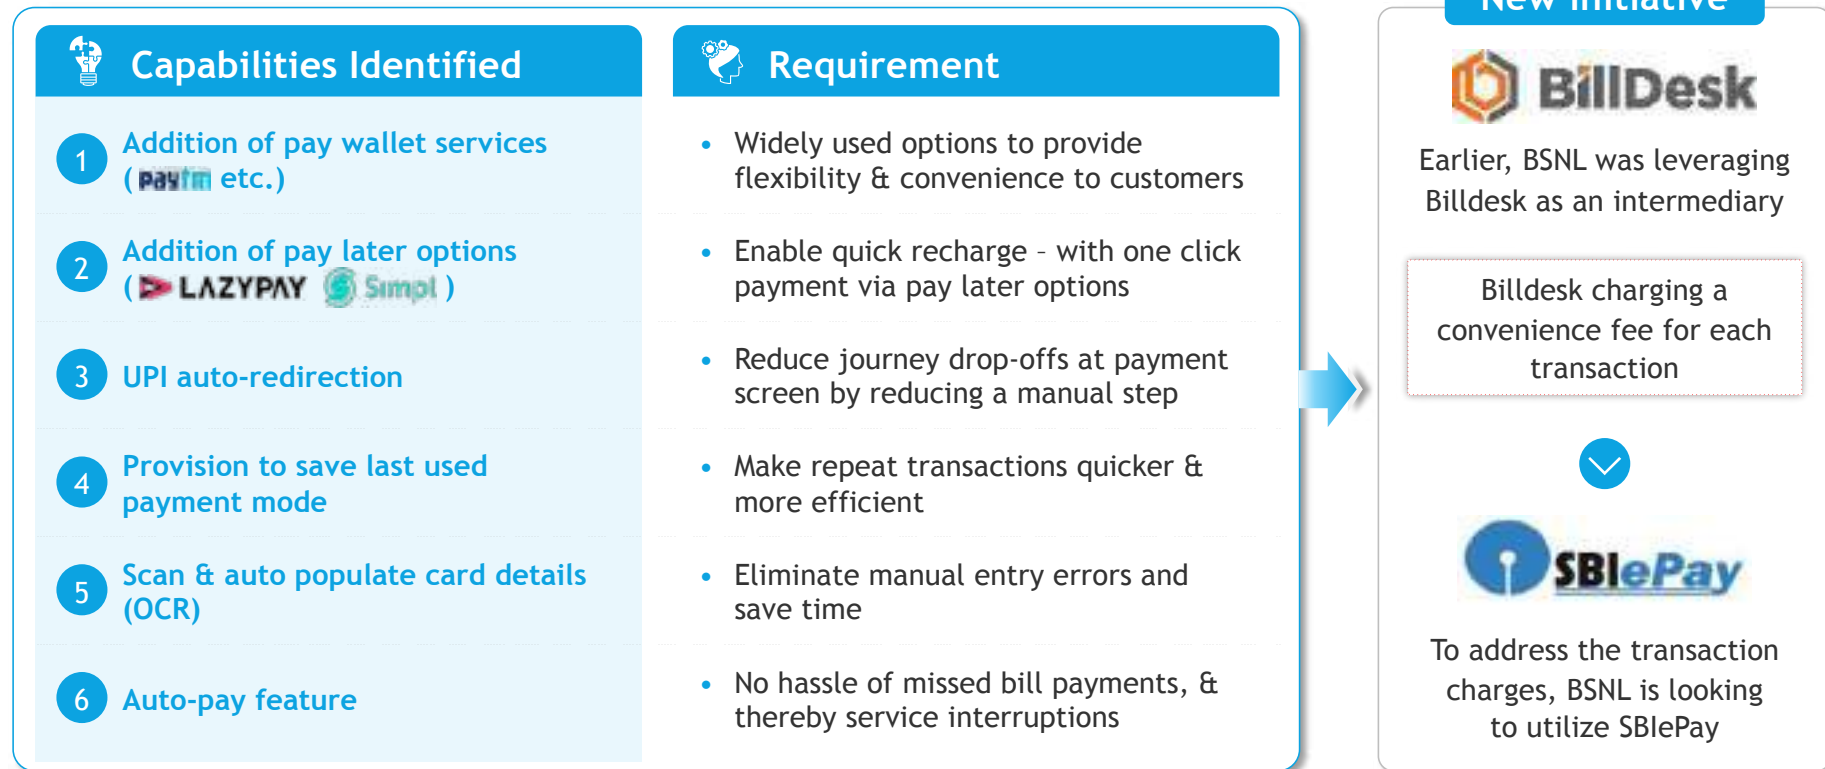 New Initiative
Capabilities Identified
Requirement
1
Addition of pay wallet services
( paytm etc.)
• Widely used options to provide
flexibility & convenience to customers
2
Addition of pay later options
( LAZYPAY Simpl )
• Enable quick recharge – with one click
payment via pay later options
3
UPI auto-redirection
• Reduce journey drop-offs at payment
screen by reducing a manual step
4
Provision to save last used
payment mode
• Make repeat transactions quicker &
more efficient
5
Scan & auto populate card details
(OCR)
• Eliminate manual entry errors and
save time
6
Auto-pay feature
• No hassle of missed bill payments, &
thereby service interruptions
BillDesk
Earlier, BSNL was leveraging
Billdesk as an intermediary
Billdesk charging a
convenience fee for each
transaction
SBIePay
To address the transaction
charges, BSNL is looking
to utilize SBIePay